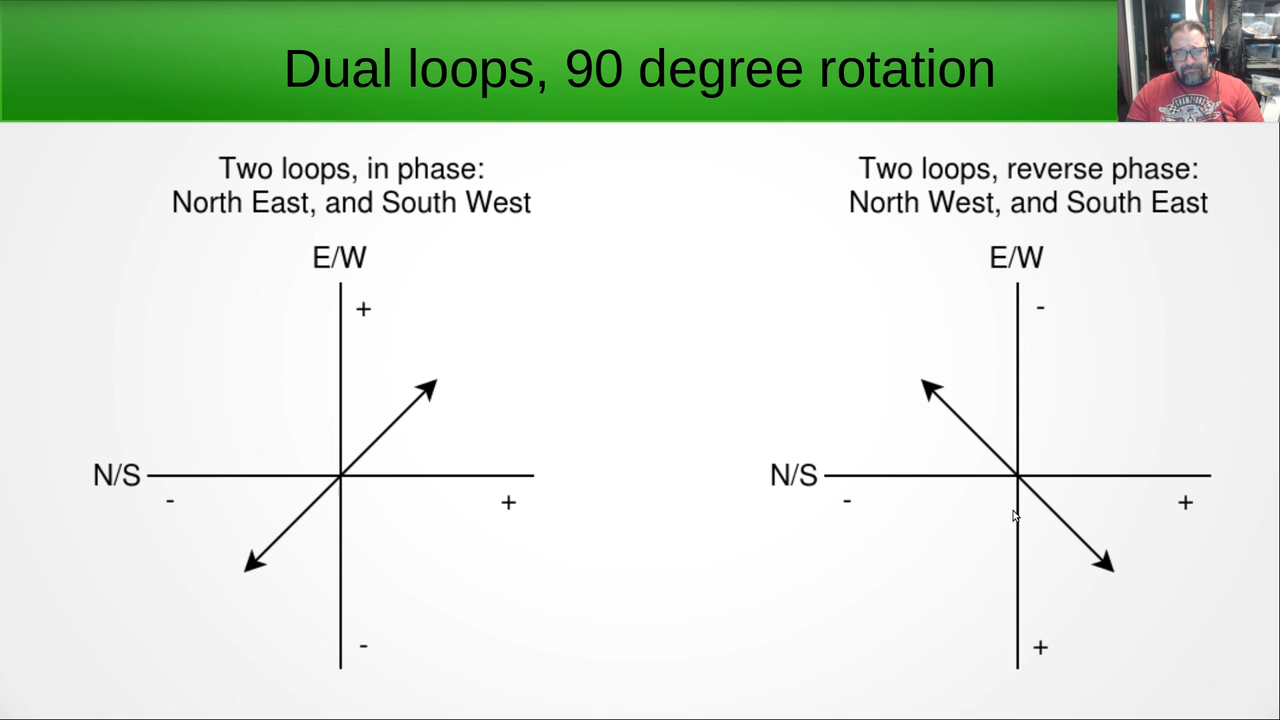 Dual loops, 90 degree rotation
Two loops, in phase:
North East, and South West
E/W
+
N/S
-
+
-
Two loops, reverse phase:
North West, and South East
E/W
-
N/S
-
+
+
CHAMPIONS